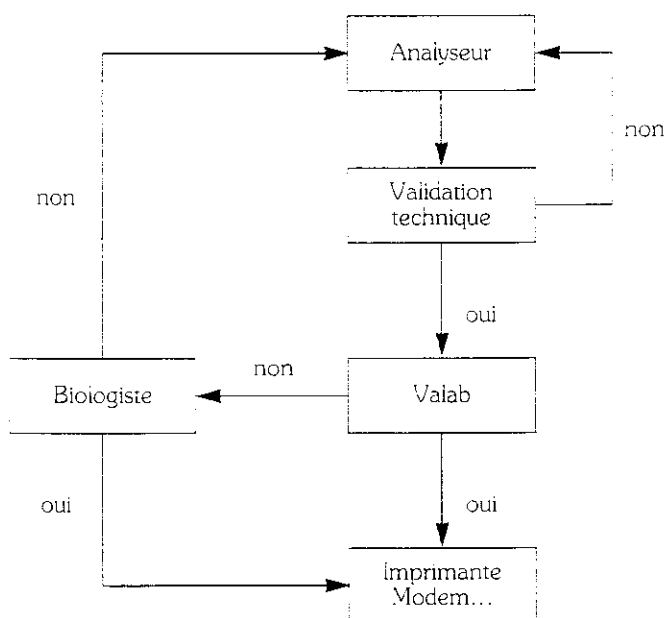 Analyseur
non
Validation
technique
non
oui
Biologiste
non
Valab
oui
oui
Imprimante
Modem...